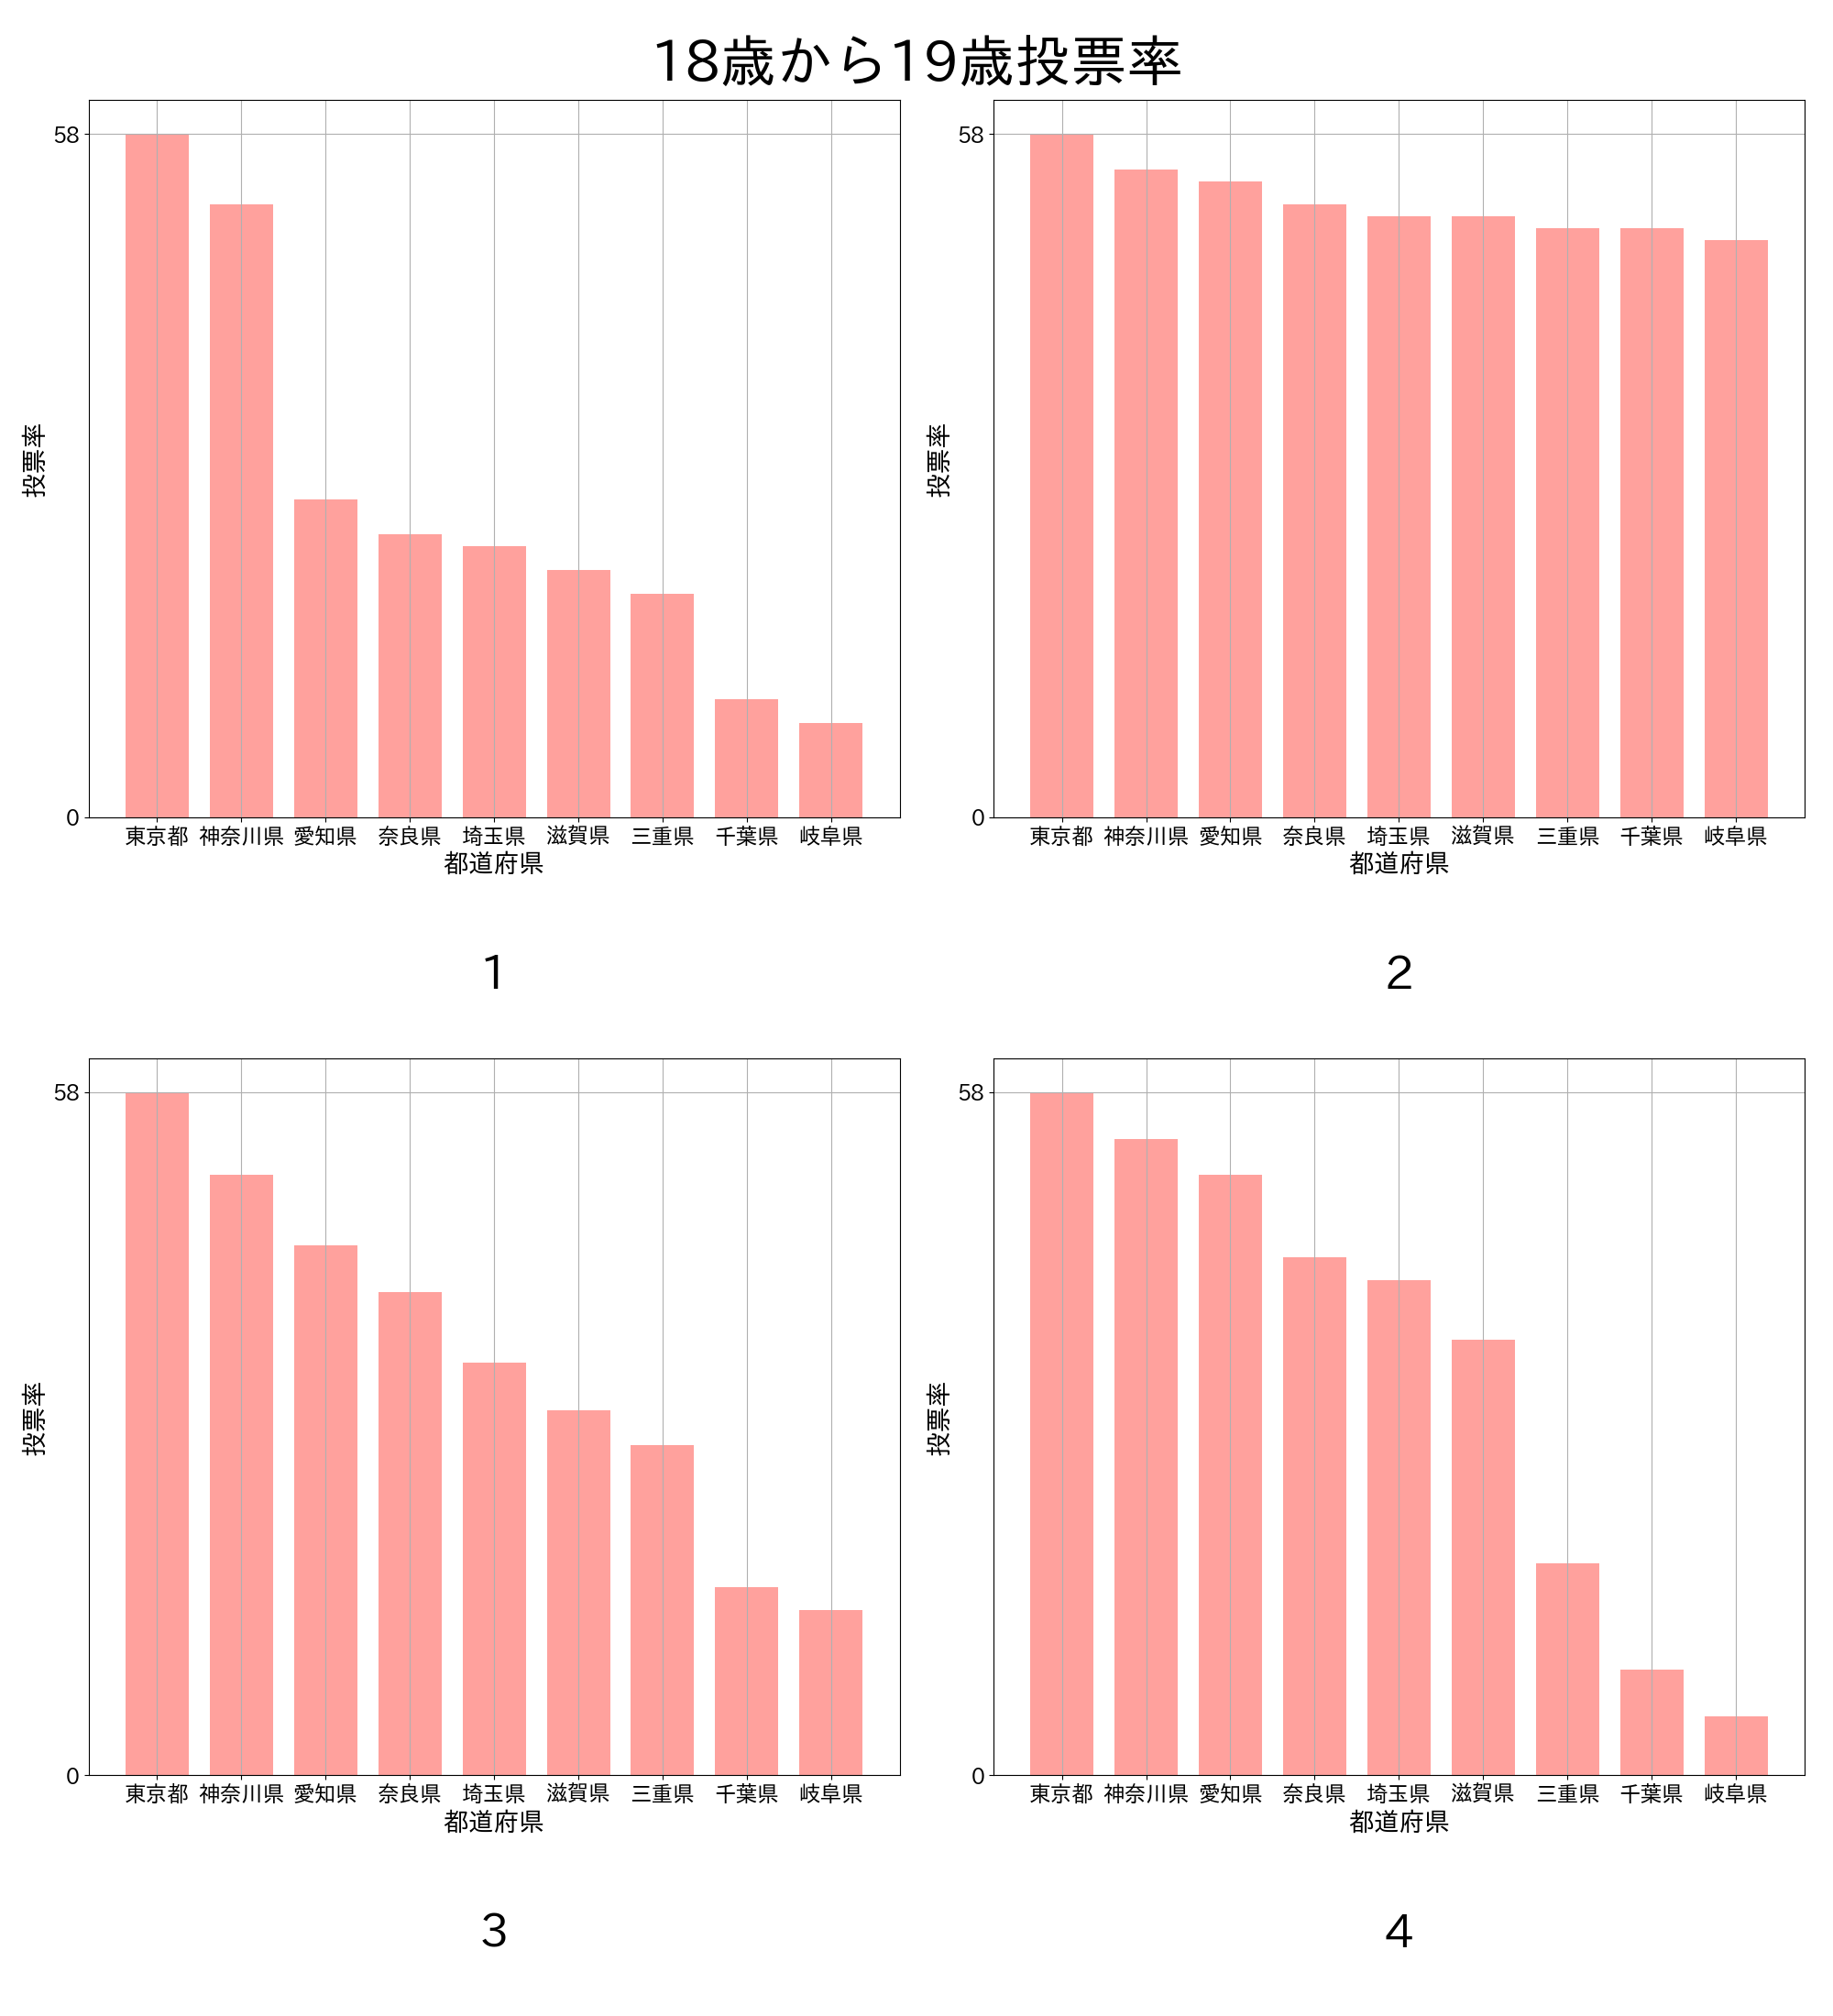 18歳から19歳投票率
58
0
投票率
東京都 神奈川県 愛知県 奈良県 埼玉県 滋賀県 三重県 千葉県 岐阜県
都道府県
1
58
0
投票率
東京都 神奈川県 愛知県 奈良県 埼玉県 滋賀県 三重県 千葉県 岐阜県
都道府県
2
58
0
投票率
東京都 神奈川県 愛知県 奈良県 埼玉県 滋賀県 三重県 千葉県 岐阜県
都道府県
3
58
0
投票率
東京都 神奈川県 愛知県 奈良県 埼玉県 滋賀県 三重県 千葉県 岐阜県
都道府県
4